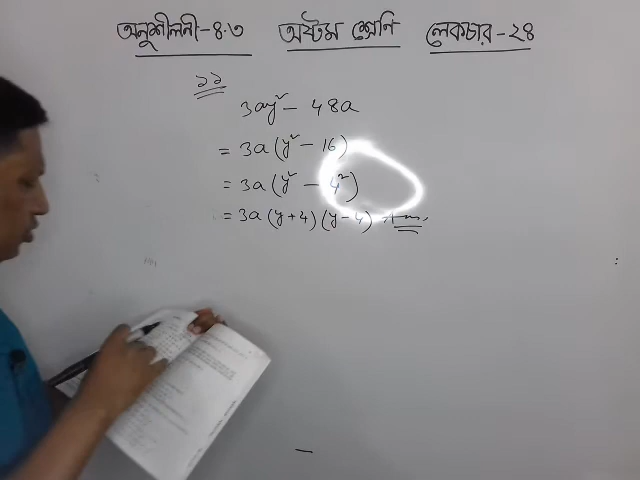 অনুশীলনী-৪.৩ অষ্টম শ্রেণি লেকচার-২৪
১১
3ay² - 48a
= 3a(y² - 16)
= 3a(y² - 4²)
= 3a(y+4)(y-4) Ans.